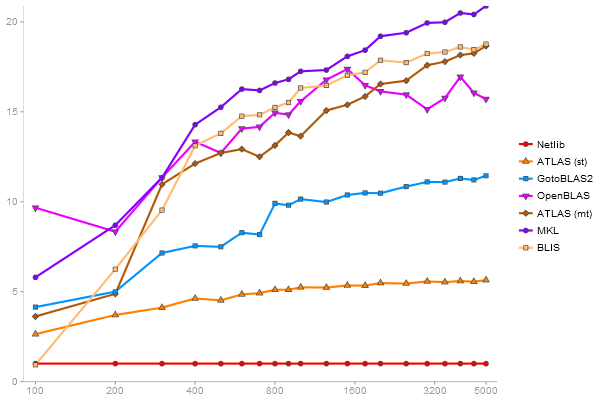 20
15
10
5
0
100
200
400
800
1600
3200
5000
Netlib
ATLAS (st)
GotoBLAS2
OpenBLAS
ATLAS (mt)
MKL
BLIS